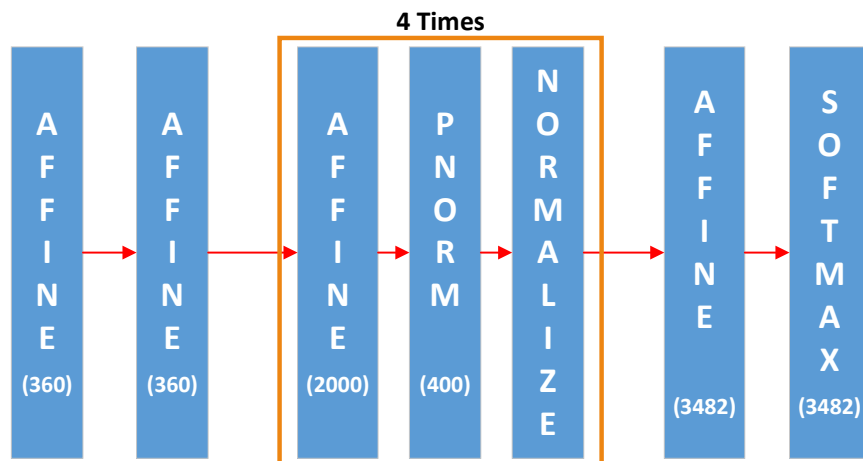 4 Times
AFFINE
(360)
AFFINE
(360)
AFFINE
(2000)
PNORM
(400)
NORMALIZE
AFFINE
(3482)
SOFTMAX
(3482)